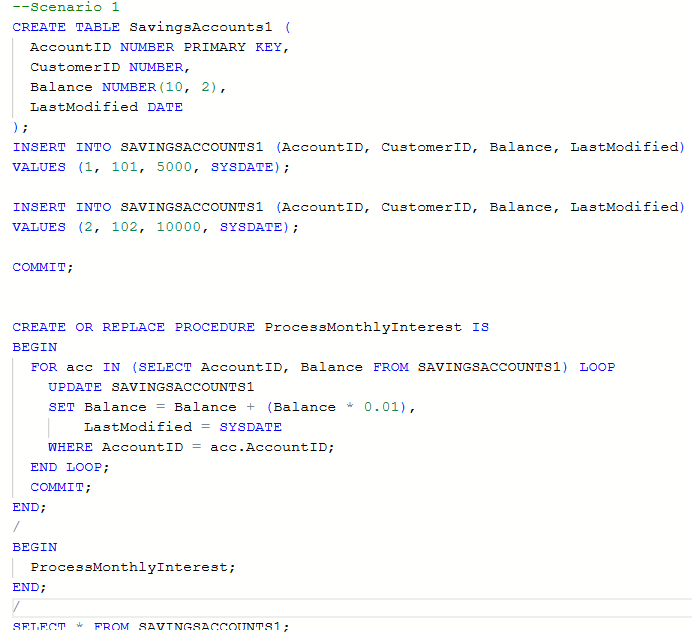 --Scenario 1
CREATE TABLE SavingsAccounts1 (
  AccountID NUMBER PRIMARY KEY,
  CustomerID NUMBER,
  Balance NUMBER(10, 2),
  LastModified DATE
);
INSERT INTO SAVINGSACCOUNTS1 (AccountID, CustomerID, Balance, LastModified)
VALUES (1, 101, 5000, SYSDATE);

INSERT INTO SAVINGSACCOUNTS1 (AccountID, CustomerID, Balance, LastModified)
VALUES (2, 102, 10000, SYSDATE);

COMMIT;


CREATE OR REPLACE PROCEDURE ProcessMonthlyInterest IS
BEGIN
  FOR acc IN (SELECT AccountID, Balance FROM SAVINGSACCOUNTS1) LOOP
    UPDATE SAVINGSACCOUNTS1
    SET Balance = Balance + (Balance * 0.01),
        LastModified = SYSDATE
    WHERE AccountID = acc.AccountID;
  END LOOP;
  COMMIT;
END;
/
BEGIN
  ProcessMonthlyInterest;
END;
/
SELECT * FROM SAVINGSACCOUNTS1;